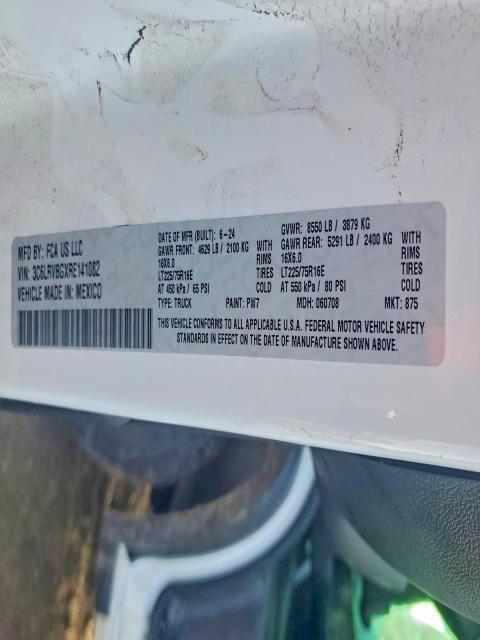 MFD BY: FCA US LLC
VIN: 3C6LRVBGXRE141082
VEHICLE MADE IN: MEXICO
DATE OF MFR (BUILT): 6-24
GAWR FRONT: 4629 LB / 2100 KG WITH
16X6.0 RIMS
LT225/75R16E TIRES
AT 450 kPa / 65 PSI COLD
TYPE: TRUCK PAINT: PW7
GVWR: 8550 LB / 3879 KG
GAWR REAR: 5291 LB / 2400 KG WITH
16X6.0 RIMS
LT225/75R16E TIRES
AT 550 kPa / 80 PSI COLD
MDH: 060708 MKT: 875
THIS VEHICLE CONFORMS TO ALL APPLICABLE U.S.A. FEDERAL MOTOR VEHICLE SAFETY
STANDARDS IN EFFECT ON THE DATE OF MANUFACTURE SHOWN ABOVE.